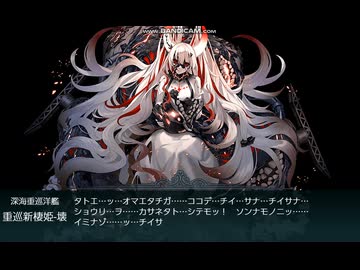 www.BANDICAM.com
深海重巡洋艦
重巡新棲姫-壊
タトエ…ッ…オマエタチガ……ココデ…チイ…サナ…チイサナ…
ショウリ…ヲ……カサネタト…シテモッ！　ソンナモノニッ……
イミナゾ……ッ…チイサ